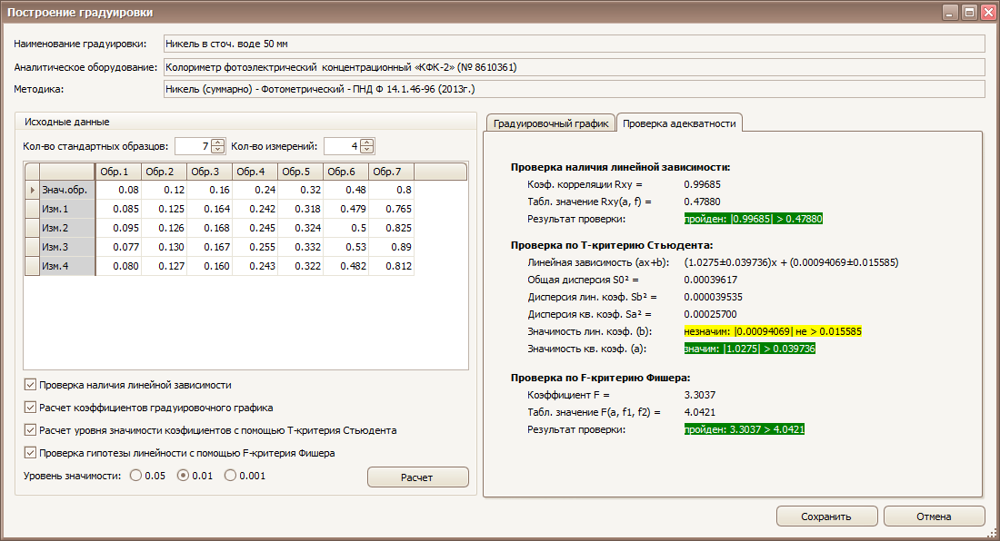 Построение градуировки
Наименование градуировки: Никель в сточ. воде 50 мм
Аналитическое оборудование: Колориметр фотоэлектрический концентрационный «КФК-2» (№ 8610361)
Методика: Никель (суммарно) - Фотометрический - ПНД Ф 14.1.46-96 (2013г.)
Исходные данные
Кол-во стандартных образцов: 7 Кол-во измерений: 4
Обр.1 Обр.2 Обр.3 Обр.4 Обр.5 Обр.6 Обр.7
Знач.обр. 0.08 0.12 0.16 0.24 0.32 0.48 0.8
Изм.1 0.085 0.125 0.164 0.242 0.318 0.479 0.765
Изм.2 0.095 0.126 0.168 0.245 0.324 0.5 0.825
Изм.3 0.077 0.130 0.167 0.255 0.332 0.53 0.89
Изм.4 0.080 0.127 0.160 0.243 0.322 0.482 0.812
Проверка наличия линейной зависимости
Расчет коэффициентов градуировочного графика
Расчет уровня значимости коэфициентов с помощью Т-критерия Стьюдента
Проверка гипотезы линейности с помощью F-критерия Фишера
Уровень значимости: 0.05 0.01 0.001
Расчет
Градуировочный график Проверка адекватности
Проверка наличия линейной зависимости:
Коэф. корреляции Rxy = 0.99685
Табл. значение Rxy(a, f) = 0.47880
Результат проверки: пройден: |0.99685| > 0.47880
Проверка по Т-критерию Стьюдента:
Линейная зависимость (ax+b): (1.0275±0.039736)x + (0.00094069±0.015585)
Общая дисперсия S0² = 0.00039617
Дисперсия лин. коэф. Sb² = 0.000039535
Дисперсия кв. коэф. Sa² = 0.00025700
Значимость лин. коэф. (b): незначим: |0.00094069| не > 0.015585
Значимость кв. коэф. (a): значим: |1.0275| > 0.039736
Проверка по F-критерию Фишера:
Коэффициент F = 3.3037
Табл. значение F(a, f1, f2) = 4.0421
Результат проверки: пройден: 3.3037 > 4.0421
Сохранить Отмена